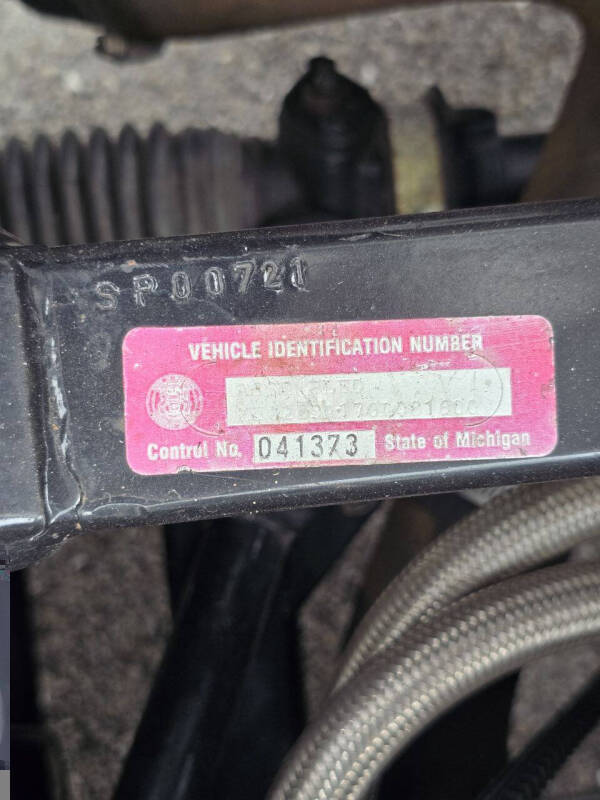 SP00721
VEHICLE IDENTIFICATION NUMBER
Control No. 041373 State of Michigan